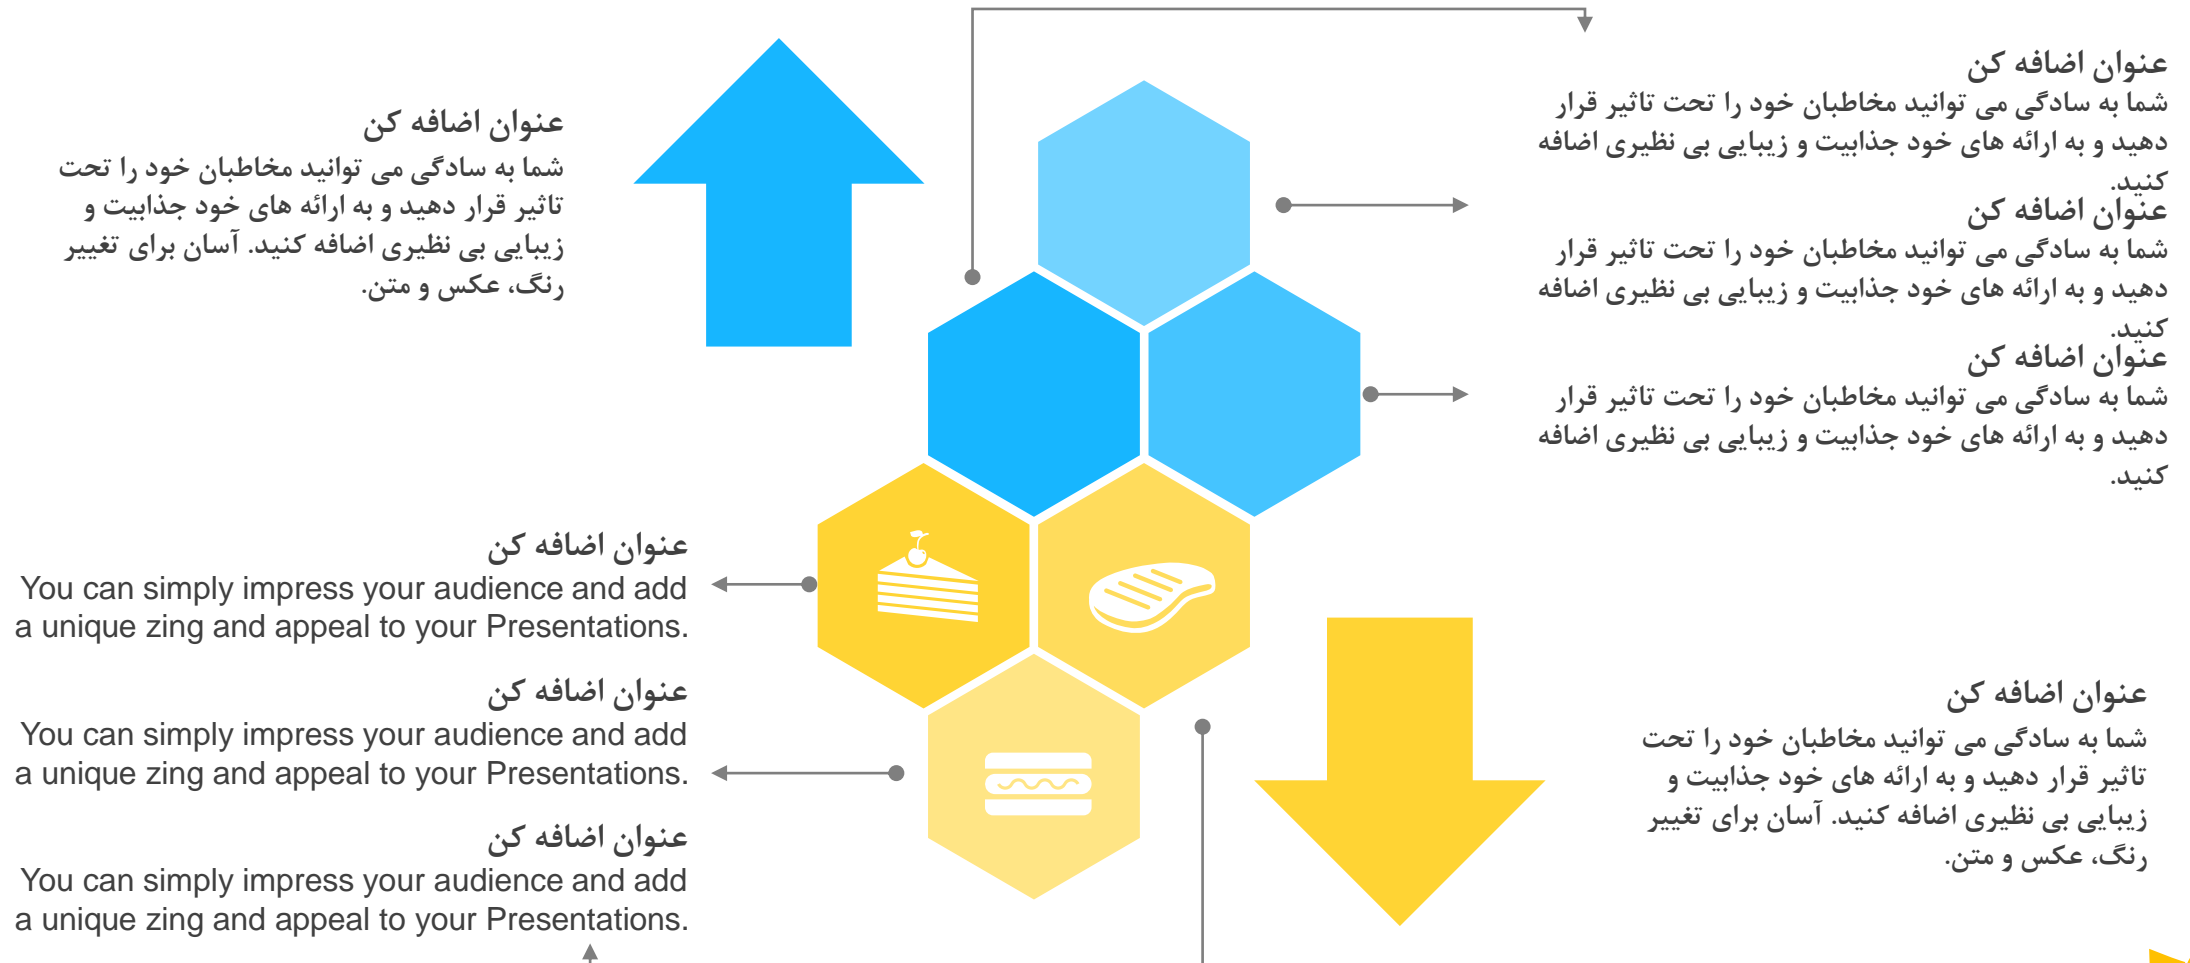 عنوان اضافه کن
شما به سادگی می توانید مخاطبان خود را تحت تاثیر قرار
دهید و به ارائه های خود جذابیت و زیبایی بی نظیری اضافه
کنید.
عنوان اضافه کن
شما به سادگی می توانید مخاطبان خود را تحت تاثیر قرار
دهید و به ارائه های خود جذابیت و زیبایی بی نظیری اضافه
کنید.
عنوان اضافه کن
شما به سادگی می توانید مخاطبان خود را تحت تاثیر قرار
دهید و به ارائه های خود جذابیت و زیبایی بی نظیری اضافه
کنید.
عنوان اضافه کن
شما به سادگی می توانید مخاطبان خود را تحت
تاثیر قرار دهید و به ارائه های خود جذابیت و
زیبایی بی نظیری اضافه کنید. آسان برای تغییر
رنگ، عکس و متن.
عنوان اضافه کن
You can simply impress your audience and add
a unique zing and appeal to your Presentations.
عنوان اضافه کن
You can simply impress your audience and add
a unique zing and appeal to your Presentations.
عنوان اضافه کن
You can simply impress your audience and add
a unique zing and appeal to your Presentations.
عنوان اضافه کن
شما به سادگی می توانید مخاطبان خود را تحت
تاثیر قرار دهید و به ارائه های خود جذابیت و
زیبایی بی نظیری اضافه کنید. آسان برای تغییر
رنگ، عکس و متن.